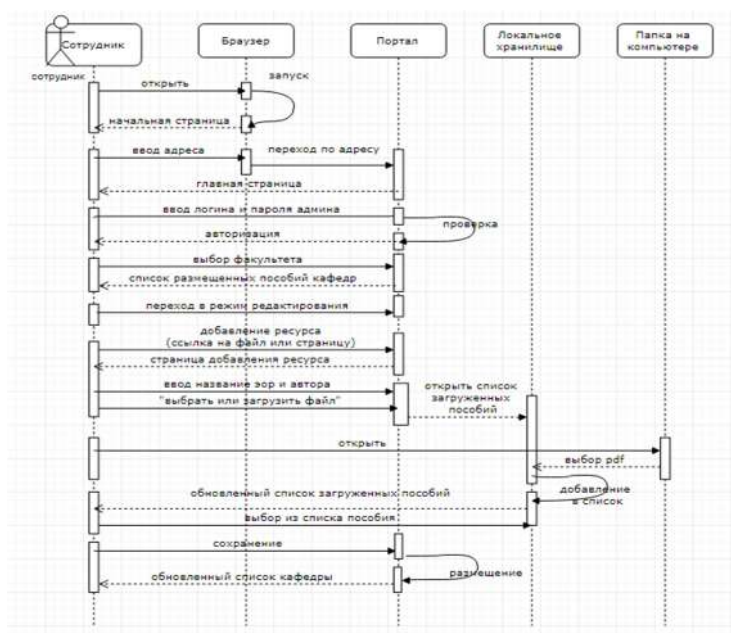 Сотрудник
Браузер
Портал
Локальное
хранилище
Папка на
компьютере
сотрудник
открыть
запуск
начальная страница
ввод адреса
переход по адресу
главная страница
ввод логина и пароля админа
проверка
авторизация
выбор факультета
список размещенных пособий кафедр
переход в режим редактирования
добавление ресурса
(ссылка на файл или страницу)
страница добавления ресурса
ввод название эор и автора
"выбрать или загрузить файл"
открыть список
загруженных
пособий
открыть
выбор pdf
добавление
в список
обновленный список загруженных пособий
выбор из списка пособия
сохранение
размещение
обновленный список кафедры